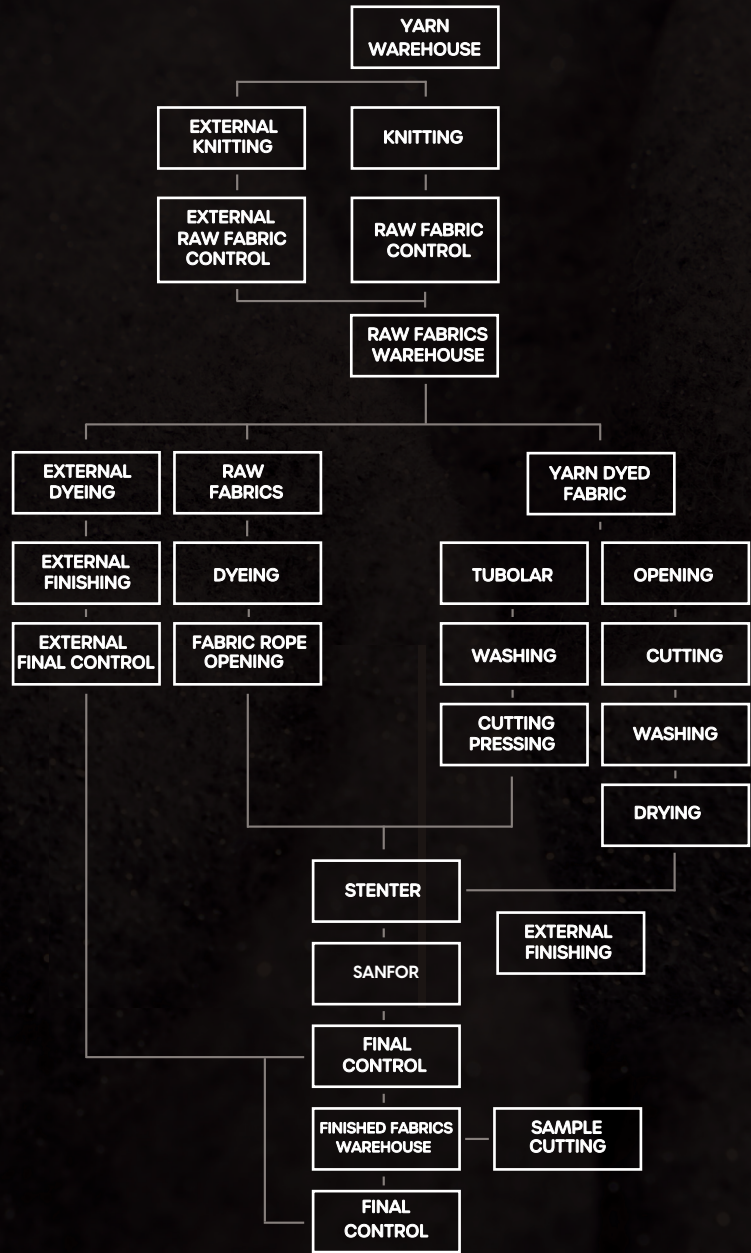 YARN
WAREHOUSE
EXTERNAL
KNITTING
KNITTING
EXTERNAL
RAW FABRIC
CONTROL
RAW FABRIC
CONTROL
RAW FABRICS
WAREHOUSE
EXTERNAL
DYEING
RAW
FABRICS
YARN DYED
FABRIC
EXTERNAL
FINISHING
DYEING
TUBOLAR
OPENING
EXTERNAL
FINAL CONTROL
FABRIC ROPE
OPENING
WASHING
CUTTING
CUTTING
PRESSING
WASHING
DRYING
STENTER
EXTERNAL
FINISHING
SANFOR
FINAL
CONTROL
FINISHED FABRICS
WAREHOUSE
SAMPLE
CUTTING
FINAL
CONTROL